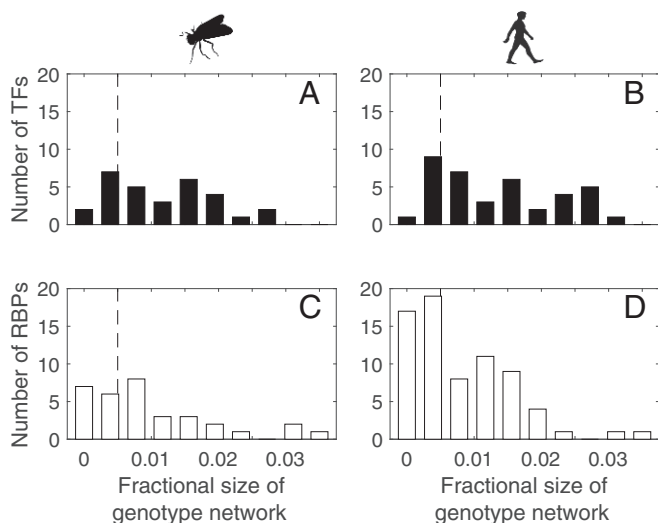 A
B
Number of TFs
20
15
10
5
0
20
15
10
5
0
C
D
Number of RBPs
20
15
10
5
0
20
15
10
5
0
0 0.01 0.02 0.03
0 0.01 0.02 0.03
Fractional size of
genotype network
Fractional size of
genotype network